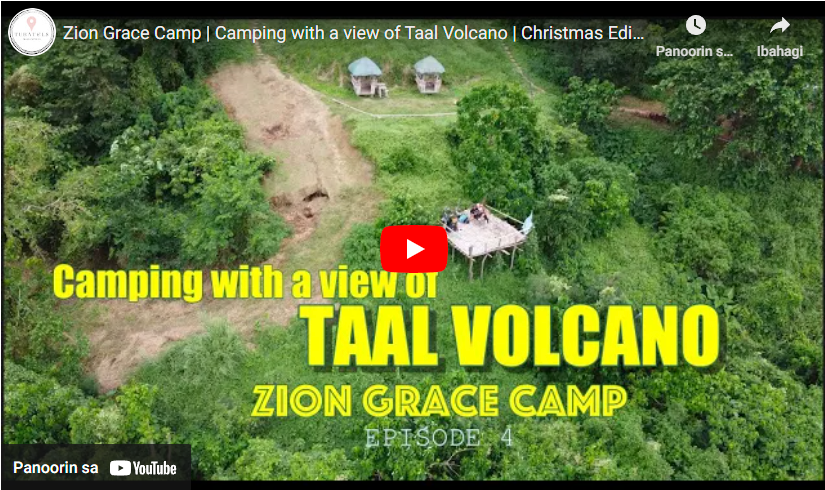 Zion Grace Camp | Camping with a view of Taal Volcano | Christmas Edi...
Panoorin s...
Ibahagi
Camping with a view of
TAAL VOLCANO
ZION GRACE CAMP
EPISODE 4
Panoorin sa YouTube